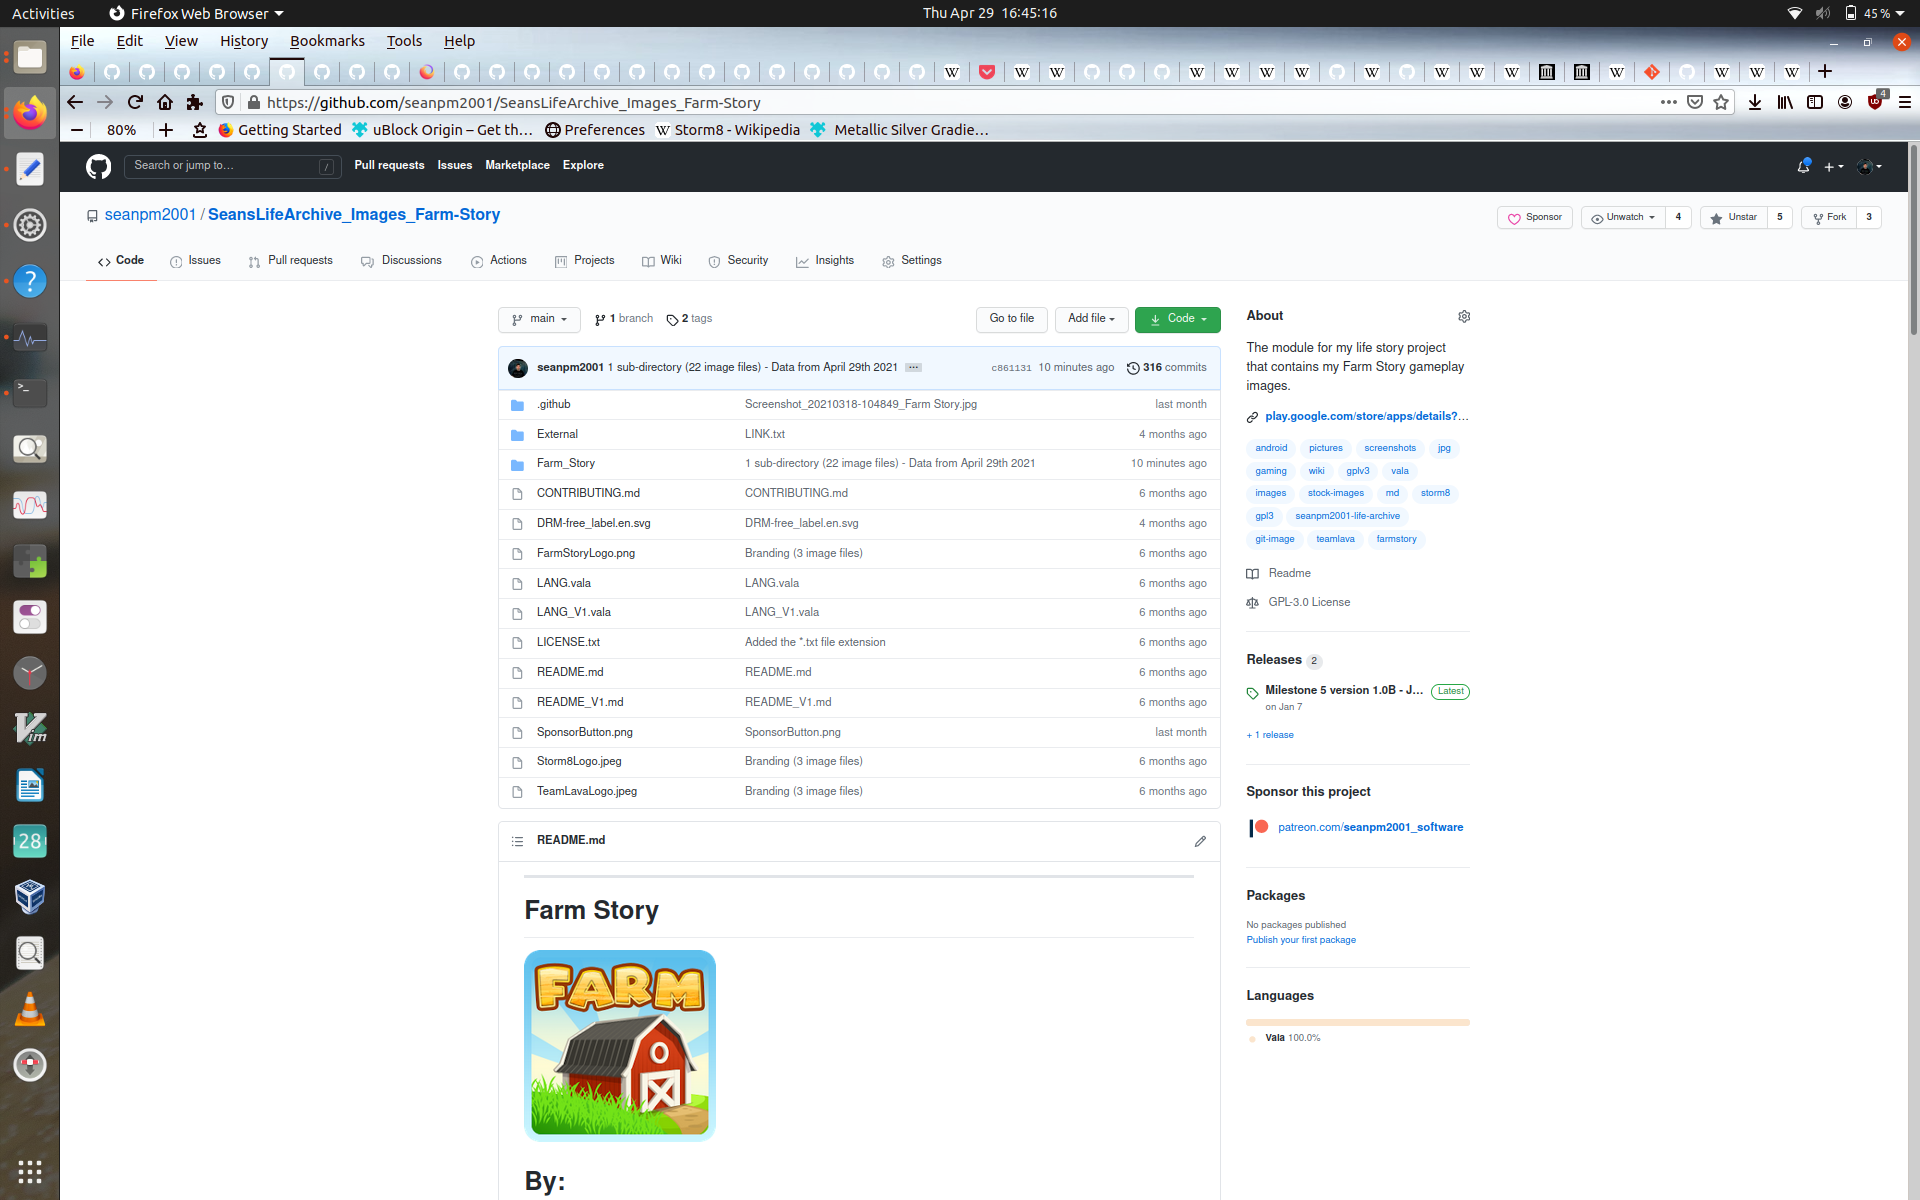 Activities Firefox Web Browser Thu Apr 29 16:45:16 45 %
File Edit View History Bookmarks Tools Help
https://github.com/seanpm2001/SeansLifeArchive_Images_Farm-Story 4
80% Getting Started uBlock Origin – Get th… Preferences Storm8 - Wikipedia Metallic Silver Gradie…
Search or jump to… / Pull requests Issues Marketplace Explore
seanpm2001 / SeansLifeArchive_Images_Farm-Story Sponsor Unwatch 4 Unstar 5 Fork 3
Code Issues Pull requests Discussions Actions Projects Wiki Security Insights Settings
main 1 branch 2 tags Go to file Add file Code
seanpm2001 1 sub-directory (22 image files) - Data from April 29th 2021 ... c861131 10 minutes ago 316 commits
.github Screenshot_20210318-104849_Farm Story.jpg last month
External LINK.txt 4 months ago
Farm_Story 1 sub-directory (22 image files) - Data from April 29th 2021 10 minutes ago
CONTRIBUTING.md CONTRIBUTING.md 6 months ago
DRM-free_label.en.svg DRM-free_label.en.svg 4 months ago
FarmStoryLogo.png Branding (3 image files) 6 months ago
LANG.vala LANG.vala 6 months ago
LANG_V1.vala LANG_V1.vala 6 months ago
LICENSE.txt Added the *.txt file extension 6 months ago
README.md README.md 6 months ago
README_V1.md README_V1.md 6 months ago
SponsorButton.png SponsorButton.png last month
Storm8Logo.jpeg Branding (3 image files) 6 months ago
TeamLavaLogo.jpeg Branding (3 image files) 6 months ago
README.md
Farm Story
FARM
By:
About
The module for my life story project
that contains my Farm Story gameplay
images.
play.google.com/store/apps/details?…
android pictures screenshots jpg
gaming wiki gplv3 vala
images stock-images md storm8
gpl3 seanpm2001-life-archive
git-image teamlava farmstory
Readme
GPL-3.0 License
Releases 2
Milestone 5 version 1.0B - J… Latest
on Jan 7
+ 1 release
Sponsor this project
patreon.com/seanpm2001_software
Packages
No packages published
Publish your first package
Languages
Vala 100.0%
28